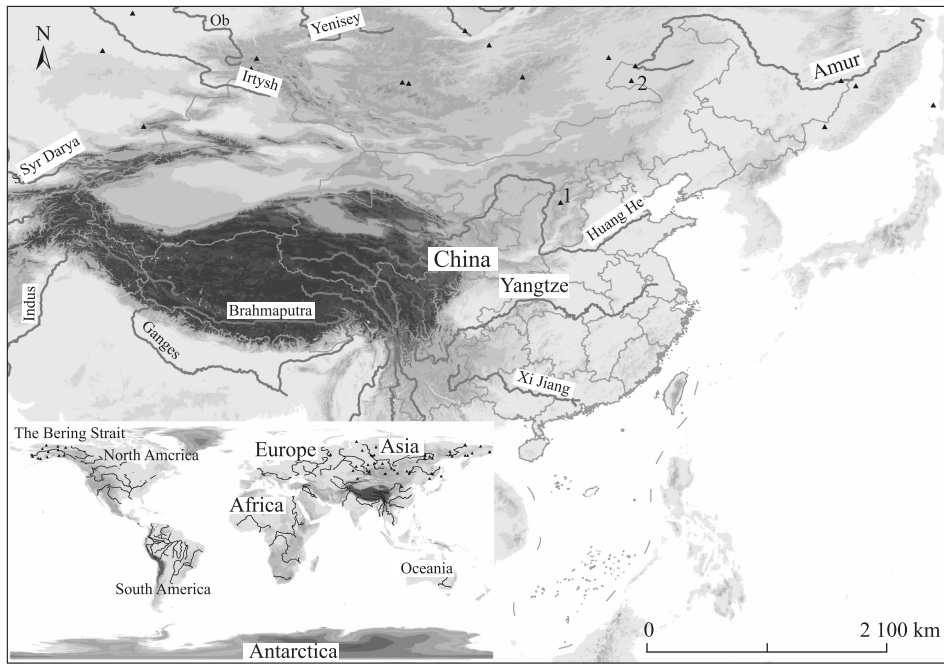 Ob
Yenisey
N
Irtysh
Amur
2
Syr Darya
1
Huang He
China
Yangtze
Indus
Brahmaputra
Ganges
Xi Jiang
The Bering Strait
North Amcrica
Europe
Asia
Africa
Oceania
South America
Antarctica
0
2 100 km